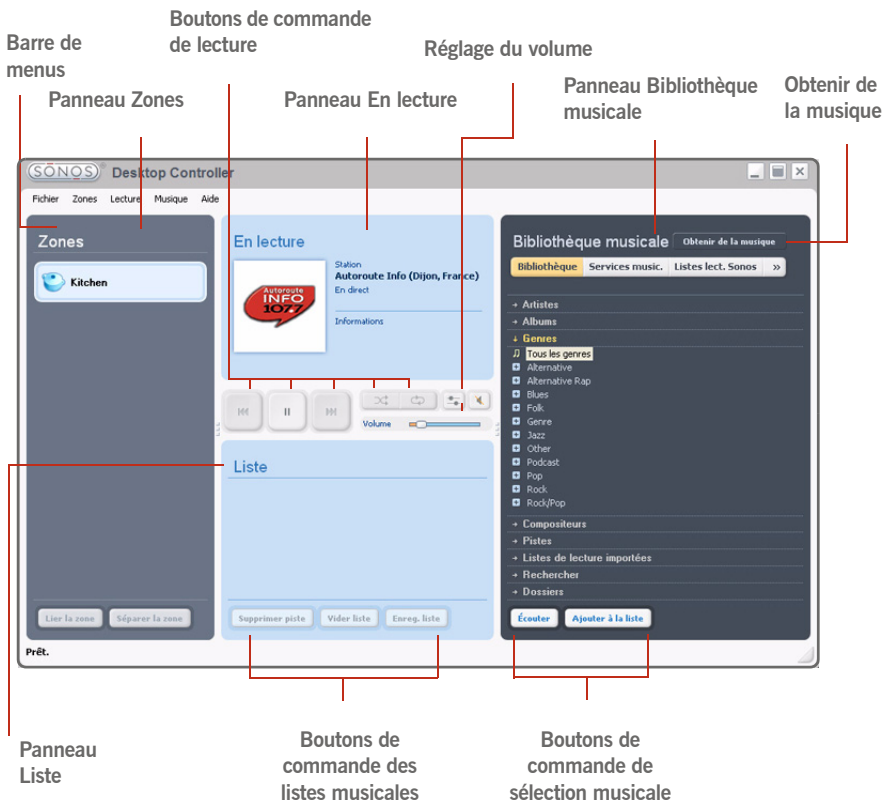 Boutons de commande
de lecture
Barre de
menus
Réglage du volume
Panneau Zones
Panneau En lecture
Panneau Bibliothèque
musicale
Obtenir de
la musique
SONOS® Desktop Controller
Fichier Zones Lecture Musique Aide
Zones
Kitchen
Lier la zone Séparer la zone
En lecture
Autoroute
INFO
107.7
Station
Autoroute Info (Dijon, France)
En direct
Informations
Volume
Liste
Supprimer piste Vider liste Enreg. liste
Bibliothèque musicale Obtenir de la musique
Bibliothèque Services music. Listes lect. Sonos »
Artistes
Albums
Genres
Tous les genres
Alternative
Alternative Rap
Blues
Folk
Genre
Jazz
Other
Podcast
Pop
Rock
Rock/Pop
Compositeurs
Pistes
Listes de lecture importées
Rechercher
Dossiers
Écouter Ajouter à la liste
Prêt.
Panneau
Liste
Boutons de
commande des
listes musicales
Boutons de
commande de
sélection musicale